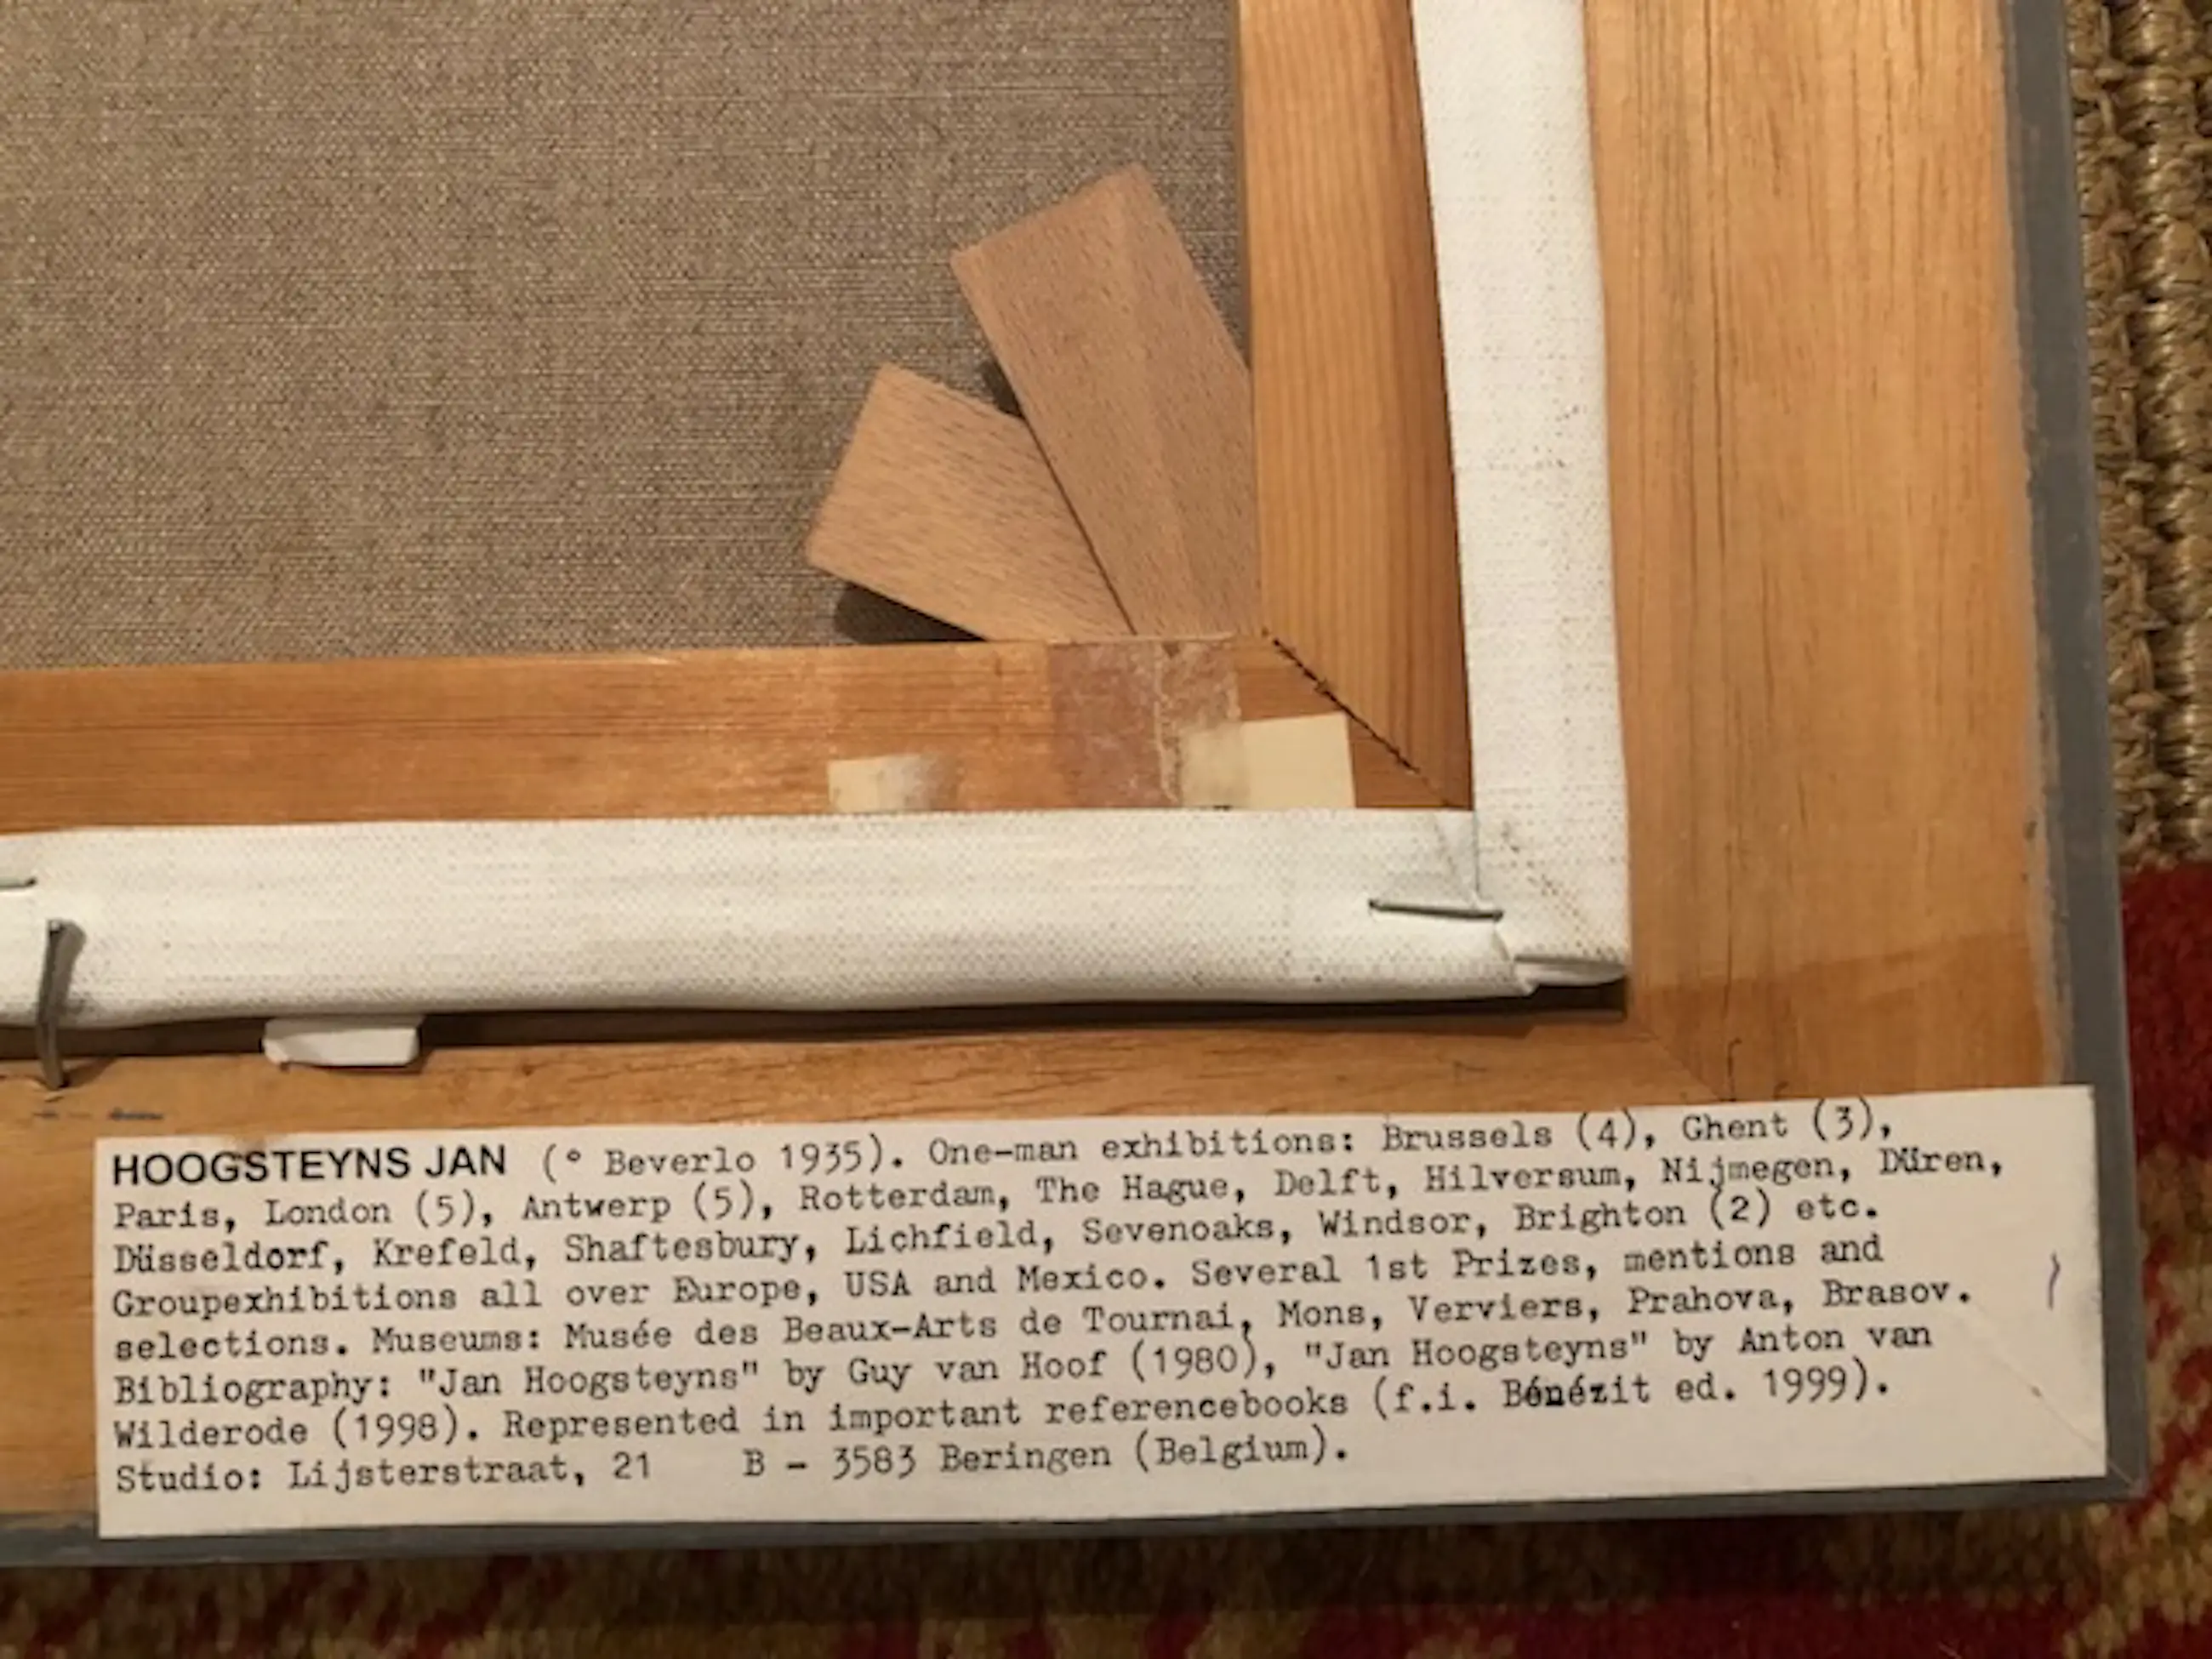 HOOGSTEYNS JAN (° Beverlo 1935). One-man exhibitions: Brussels (4), Ghent (3),
Paris, London (5), Antwerp (5), Rotterdam, The Hague, Delft, Hilversum, Nijmegen, Düren,
Düsseldorf, Krefeld, Shaftesbury, Lichfield, Sevenoaks, Windsor, Brighton (2) etc.
Groupexhibitions all over Europe, USA and Mexico. Several 1st Prizes, mentions and
selections. Museums: Musée des Beaux-Arts de Tournai, Mons, Verviers, Prahova, Brasov.
Bibliography: "Jan Hoogsteyns" by Guy van Hoof (1980), "Jan Hoogsteyns" by Anton van
Wilderode (1998). Represented in important referencebooks (f.i. Bénézit ed. 1999).
Studio: Lijsterstraat, 21 B - 3583 Beringen (Belgium).